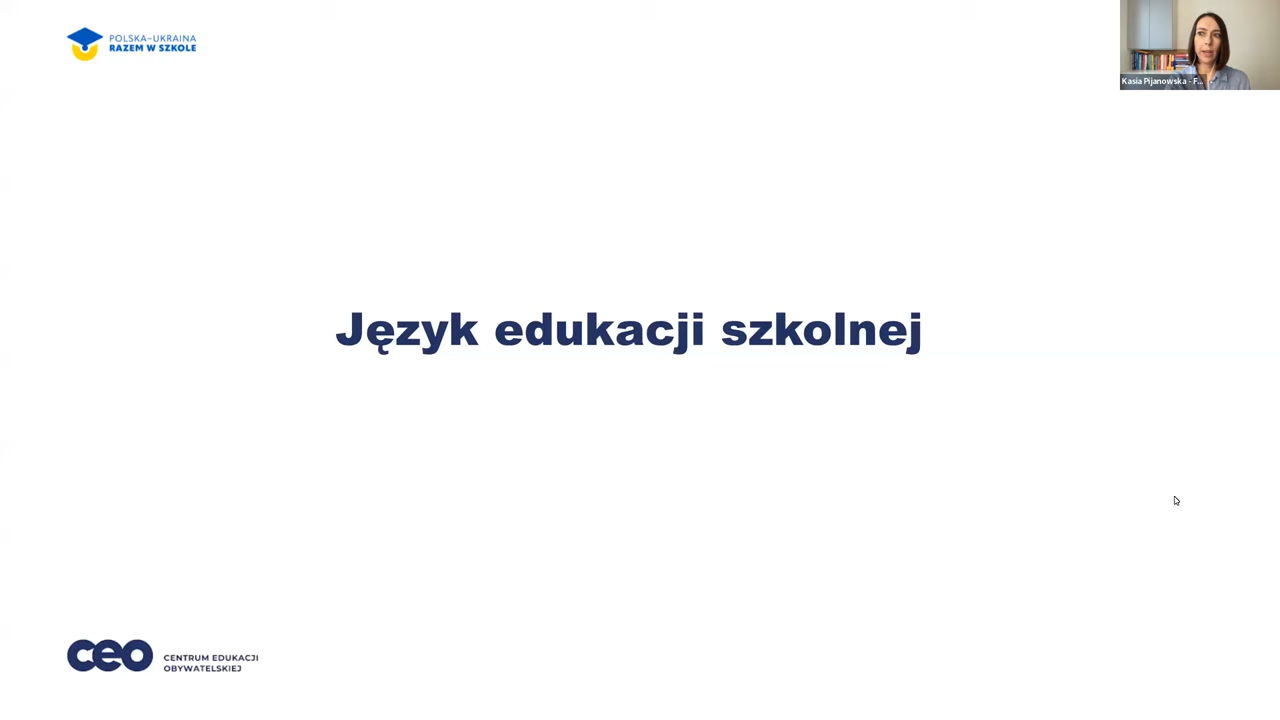 POLSKA-UKRAINA
RAZEM W SZKOLE
Kasia Pijanowska - F...
Język edukacji szkolnej
ceo
CENTRUM EDUKACJI
OBYWATELSKIEJ